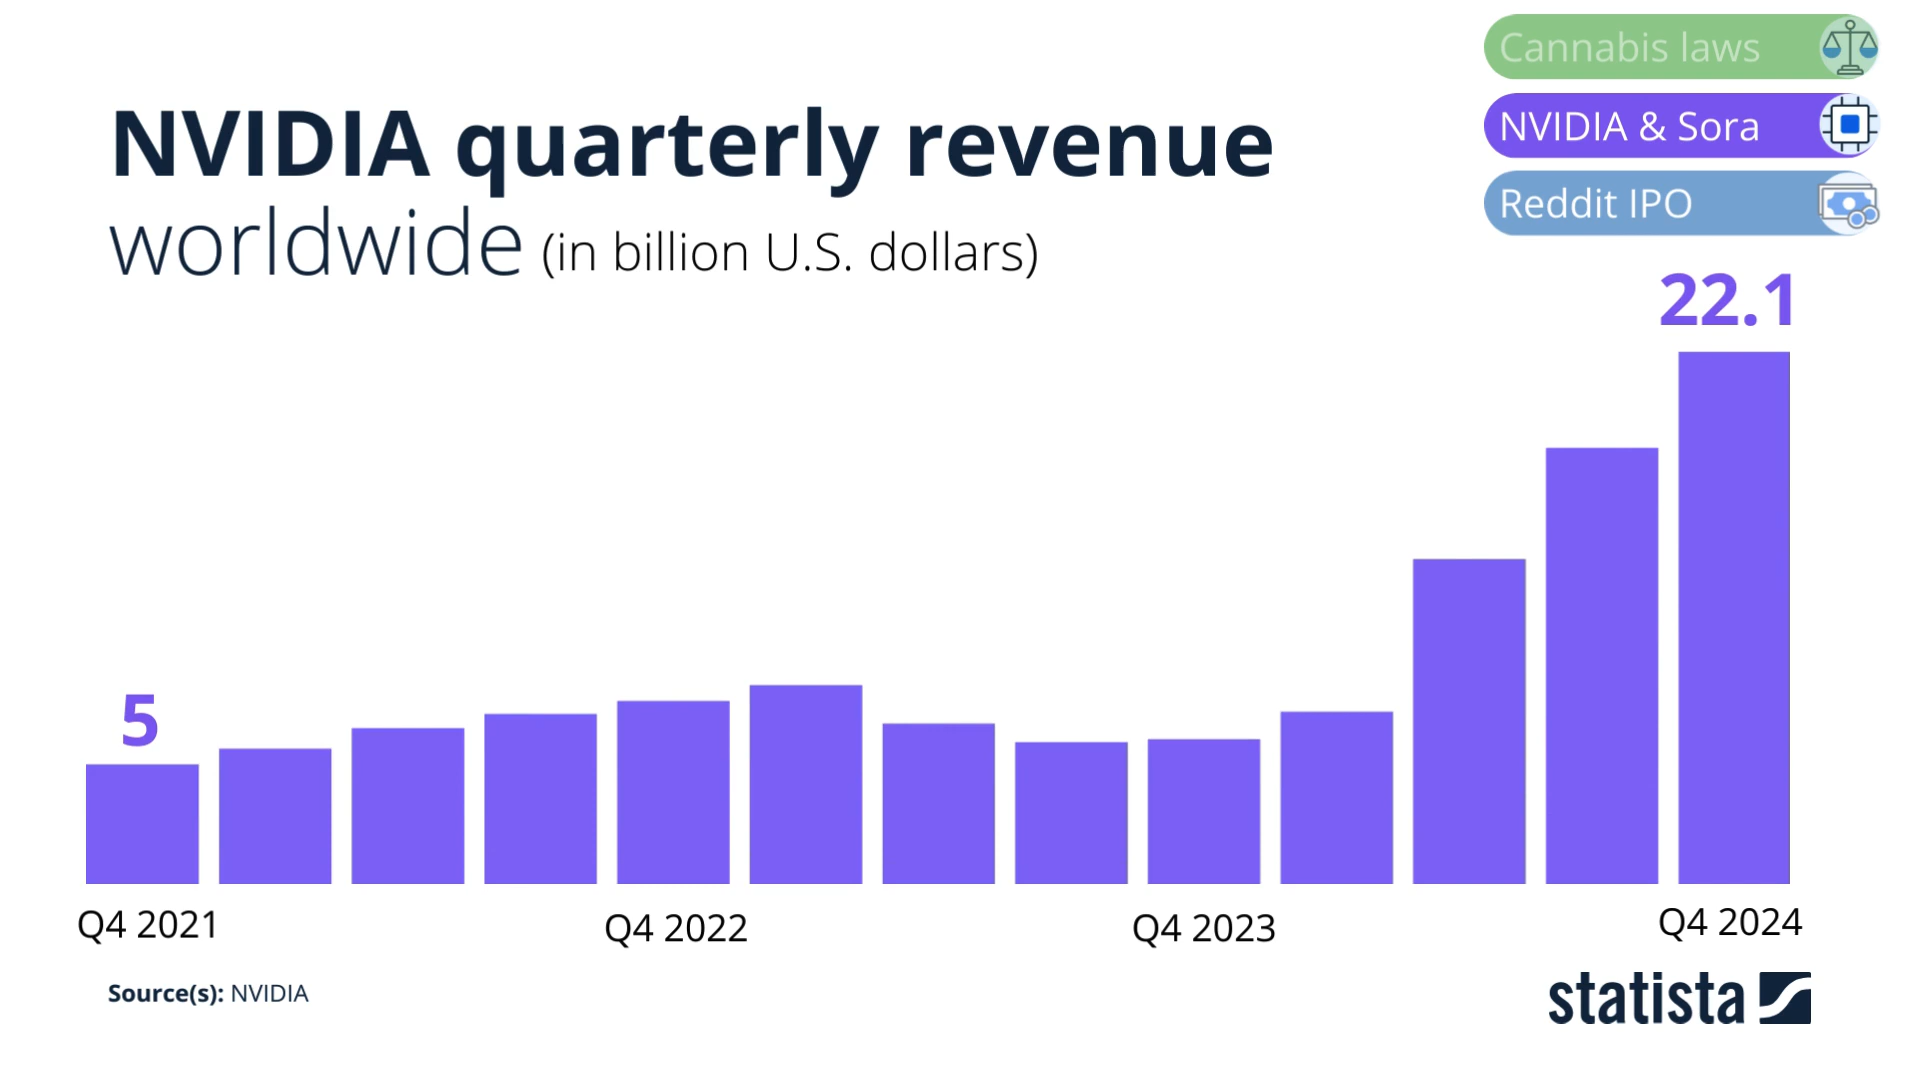 Cannabis laws
NVIDIA & Sora
Reddit IPO
NVIDIA quarterly revenue
worldwide (in billion U.S. dollars)
22.1
5
Q4 2021
Q4 2022
Q4 2023
Q4 2024
Source(s): NVIDIA
statista